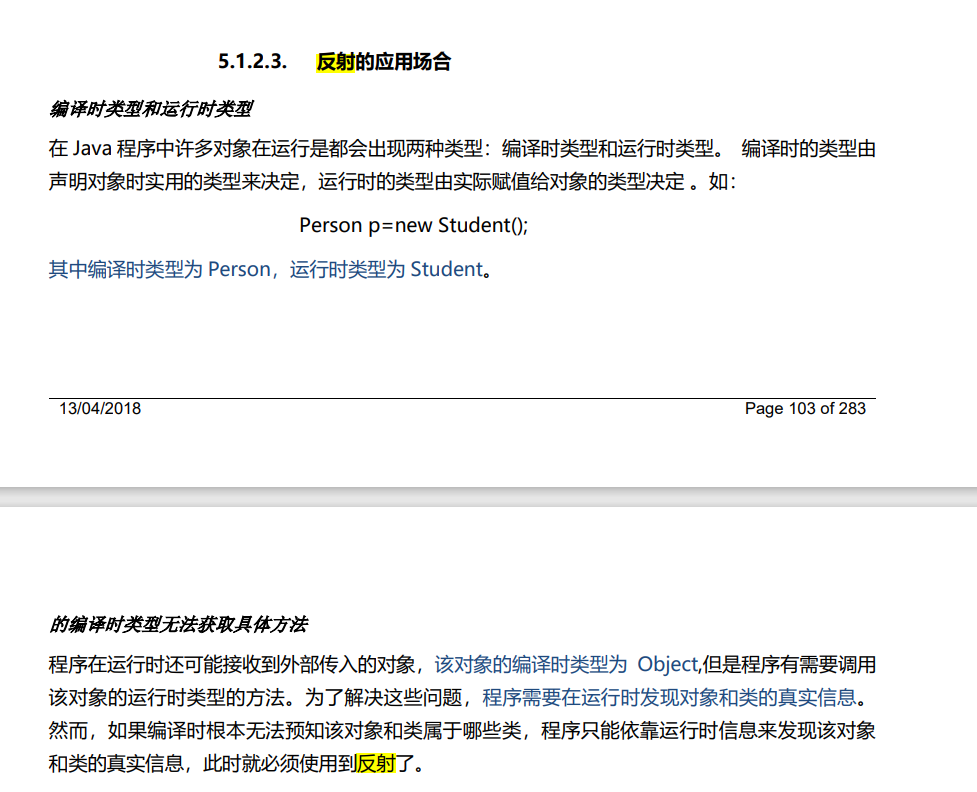 5.1.2.3. 反射的应用场合
编译时类型和运行时类型
在 Java 程序中许多对象在运行是都会出现两种类型：编译时类型和运行时类型。 编译时的类型由
声明对象时实用的类型来决定，运行时的类型由实际赋值给对象的类型决定 。如：
Person p=new Student();
其中编译时类型为 Person，运行时类型为 Student。
13/04/2018 Page 103 of 283
的编译时类型无法获取具体方法
程序在运行时还可能接收到外部传入的对象，该对象的编译时类型为 Object,但是程序有需要调用
该对象的运行时类型的方法。为了解决这些问题，程序需要在运行时发现对象和类的真实信息。
然而，如果编译时根本无法预知该对象和类属于哪些类，程序只能依靠运行时信息来发现该对象
和类的真实信息，此时就必须使用到反射了。